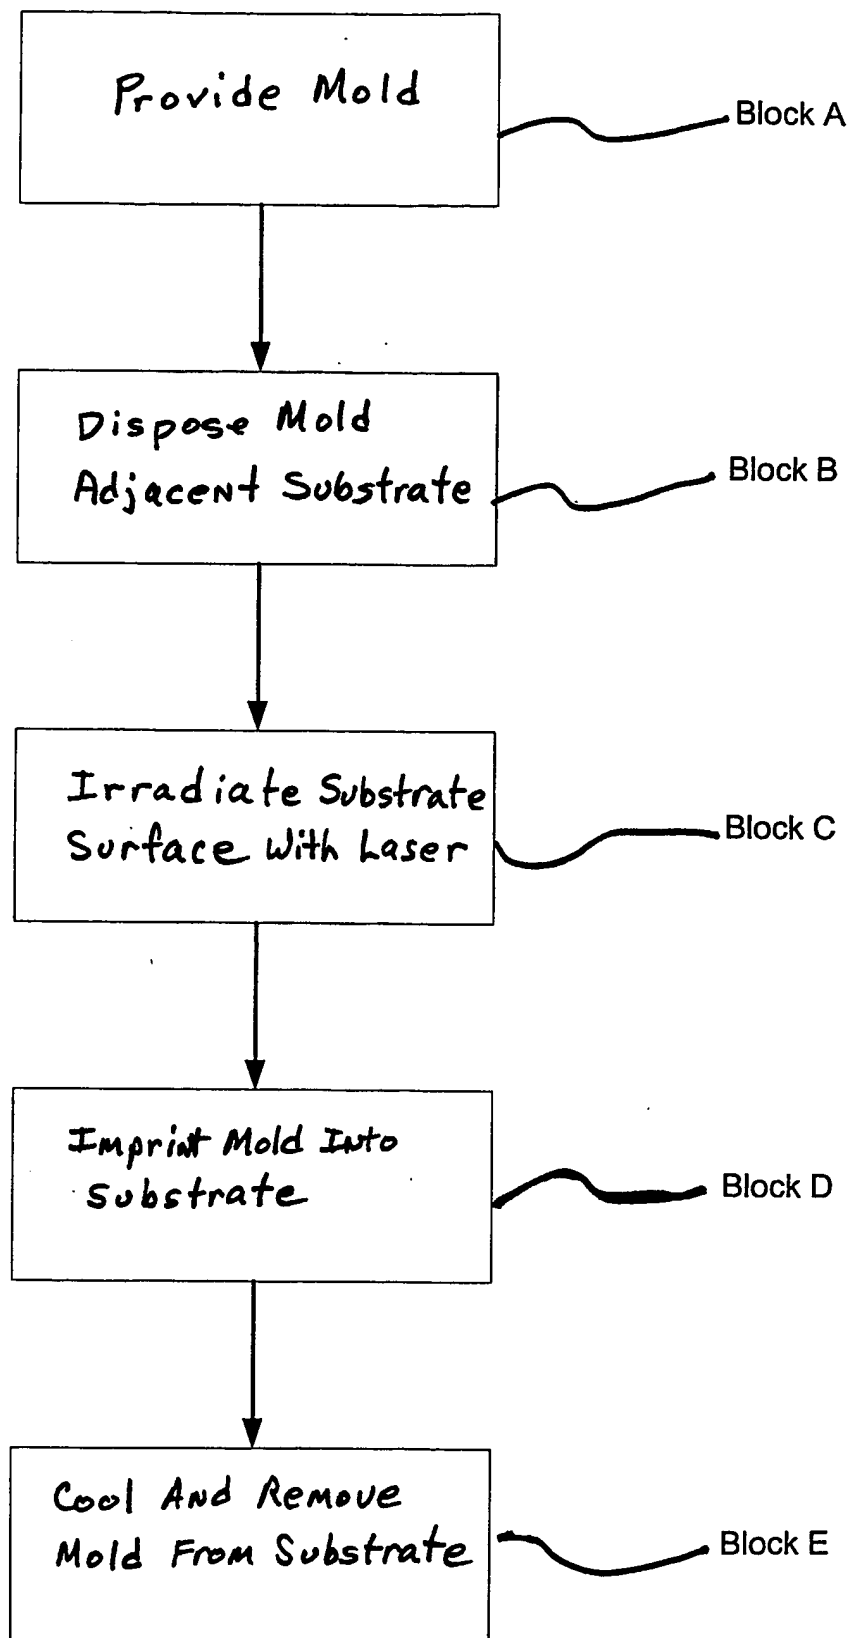 Provide Mold
Block A
Dispose Mold
Adjacent Substrate
Block B
Irradiate Substrate
Surface With Laser
Block C
Imprint Mold Into
Substrate
Block D
Cool And Remove
Mold From Substrate
Block E